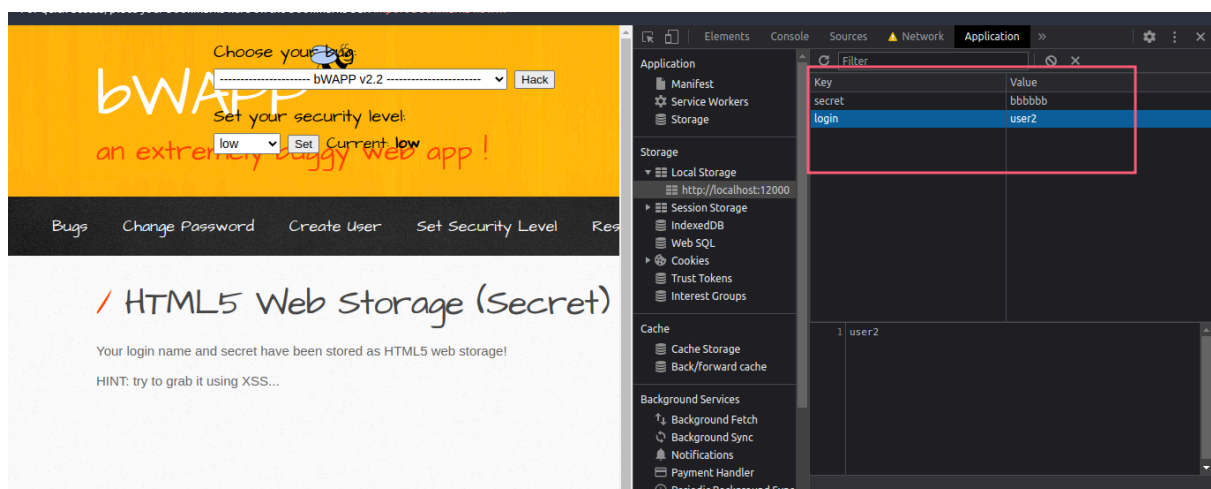 Choose your bug:
---------------------- bWAPP v2.2 ----------------------
Hack
bWAPP
Set your security level:
low
Set
Current: low
an extremely buggy web app !
Bugs
Change Password
Create User
Set Security Level
Res
/ HTML5 Web Storage (Secret)
Your login name and secret have been stored as HTML5 web storage!
HINT: try to grab it using XSS...
Elements
Console
Sources
Network
Application
»
Application
Manifest
Service Workers
Storage
Storage
Local Storage
http://localhost:12000
Session Storage
IndexedDB
Web SQL
Cookies
Trust Tokens
Interest Groups
Cache
Cache Storage
Back/forward cache
Background Services
Background Fetch
Background Sync
Notifications
Payment Handler
Filter
Key Value
secret bbbbbb
login user2
1 user2